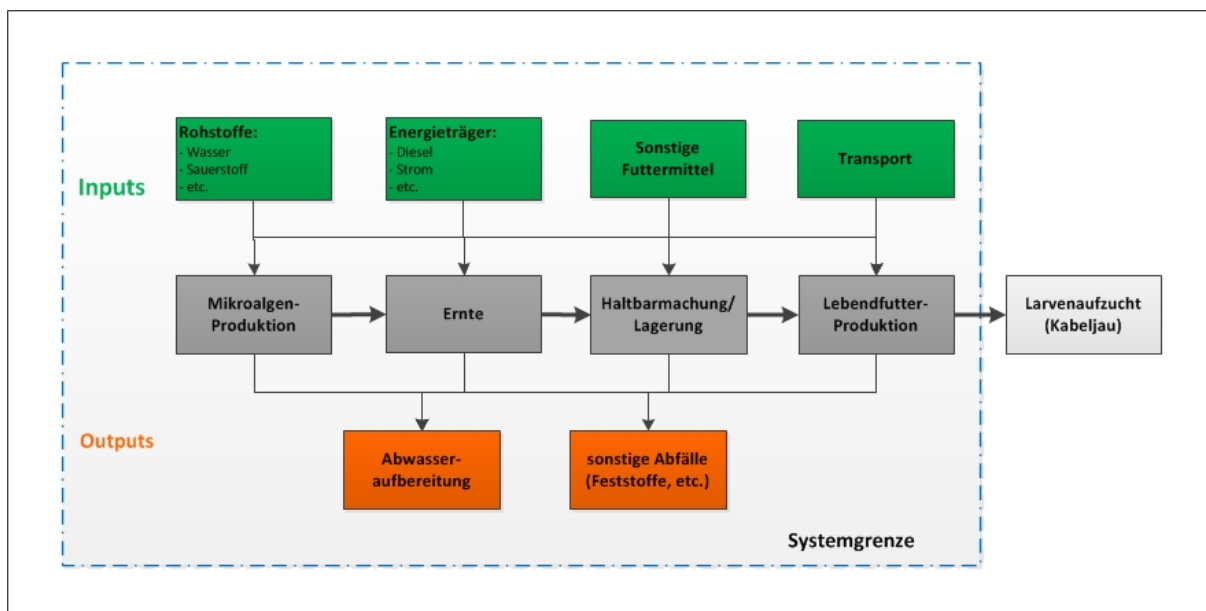 Inputs
Rohstoffe:
- Wasser
- Sauerstoff
- etc.
Energieträger:
- Diesel
- Strom
- etc.
Sonstige
Futtermittel
Transport
Mikroalgen-
Produktion
Ernte
Haltbarmachung/
Lagerung
Lebendfutter-
Produktion
Larvenaufzucht
(Kabeljau)
Outputs
Abwasser-
aufbereitung
sonstige Abfälle
(Feststoffe, etc.)
Systemgrenze